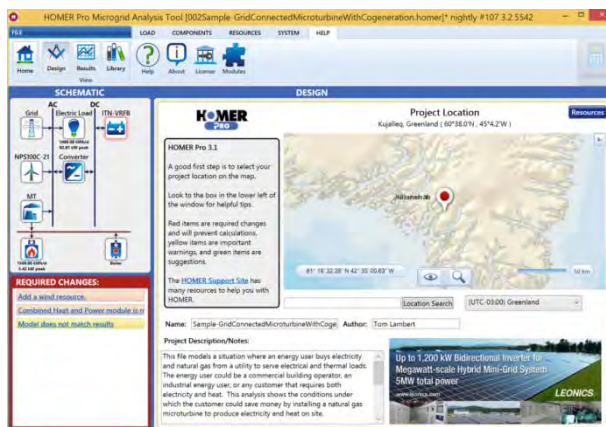 HOMER Pro Microgrid Analysis Tool [002Sample-GridConnectedMicroturbineWithCogeneration.homer]* nightly #107 3.2.5542
FILE
LOAD COMPONENTS RESOURCES SYSTEM HELP
Home Design Results Library Help About License Modules
View
SCHEMATIC
DESIGN
AC DC
Grid Electric Load ITN-VRFB
NPS100C-21 Converter
MT
Boiler
HOMER
PRO
Project Location
Kujalleq, Greenland ( 60°38.0'N , 45°4.2'W )
Resources
HOMER Pro 3.1
A good first step is to select your
project location on the map.
Look to the box in the lower left of
the window for helpful tips.
Red items are required changes
and will prevent calculations,
yellow items are important
warnings, and green items are
suggestions.
The HOMER Support Site has
many resources to help you with
HOMER.
50 km
Location Search
(UTC-03:00) Greenland
REQUIRED CHANGES:
Add a wind resource.
Combined Heat and Power module is n
Model does not match results
Name: Sample-GridConnectedMicroturbineWithCoge Author: Tom Lambert
Project Description/Notes:
This file models a situation where an energy user buys electricity
and natural gas from a utility to serve electrical and thermal loads.
The energy user could be a commercial building operator, an
industrial energy user, or any customer that requires both
electricity and heat. This analysis shows the conditions under
which the customer could save money by installing a natural gas
microturbine to produce electricity and heat on site.
Up to 1,200 kW Bidirectional Inverter for
Megawatt-scale Hybrid Mini-Grid System
5MW total power
www.leonics.com
LEONICS